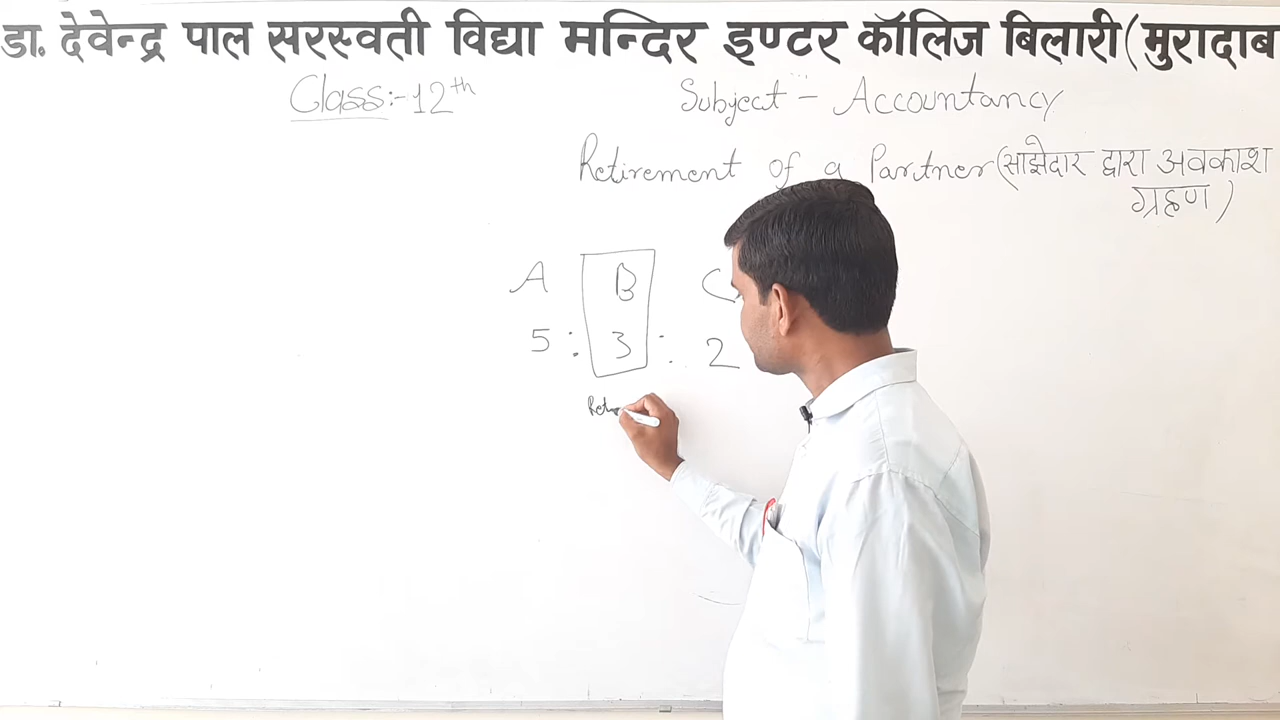 डा. देवेन्द्र पाल सरस्वती विद्या मन्दिर इण्टर कॉलिज बिलारी (मुरादाब
Class:- 12th Subject - Accountancy
Retirement of a Partner (साझेदार द्वारा अवकाश
ग्रहण)
A B C
5 : 3 : 2